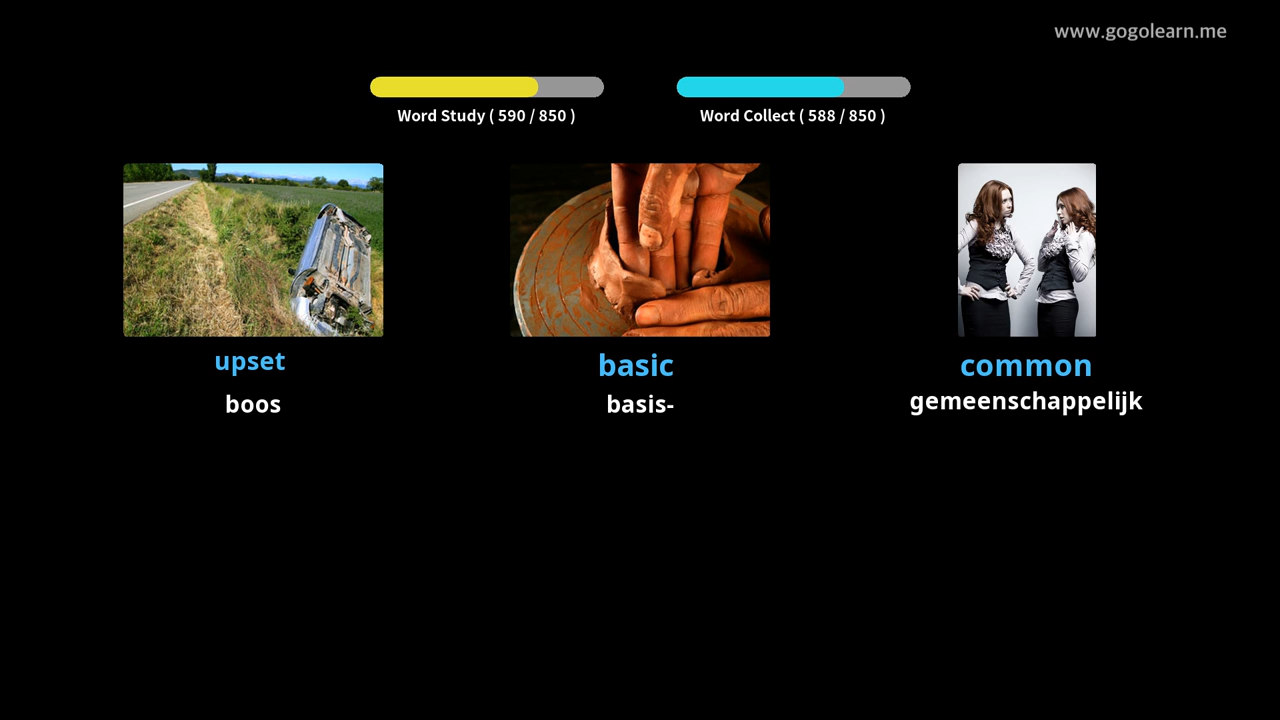 www.gogolearn.me
Word Study ( 590 / 850 )
Word Collect ( 588 / 850 )
upset
boos
basic
basis-
common
gemeenschappelijk